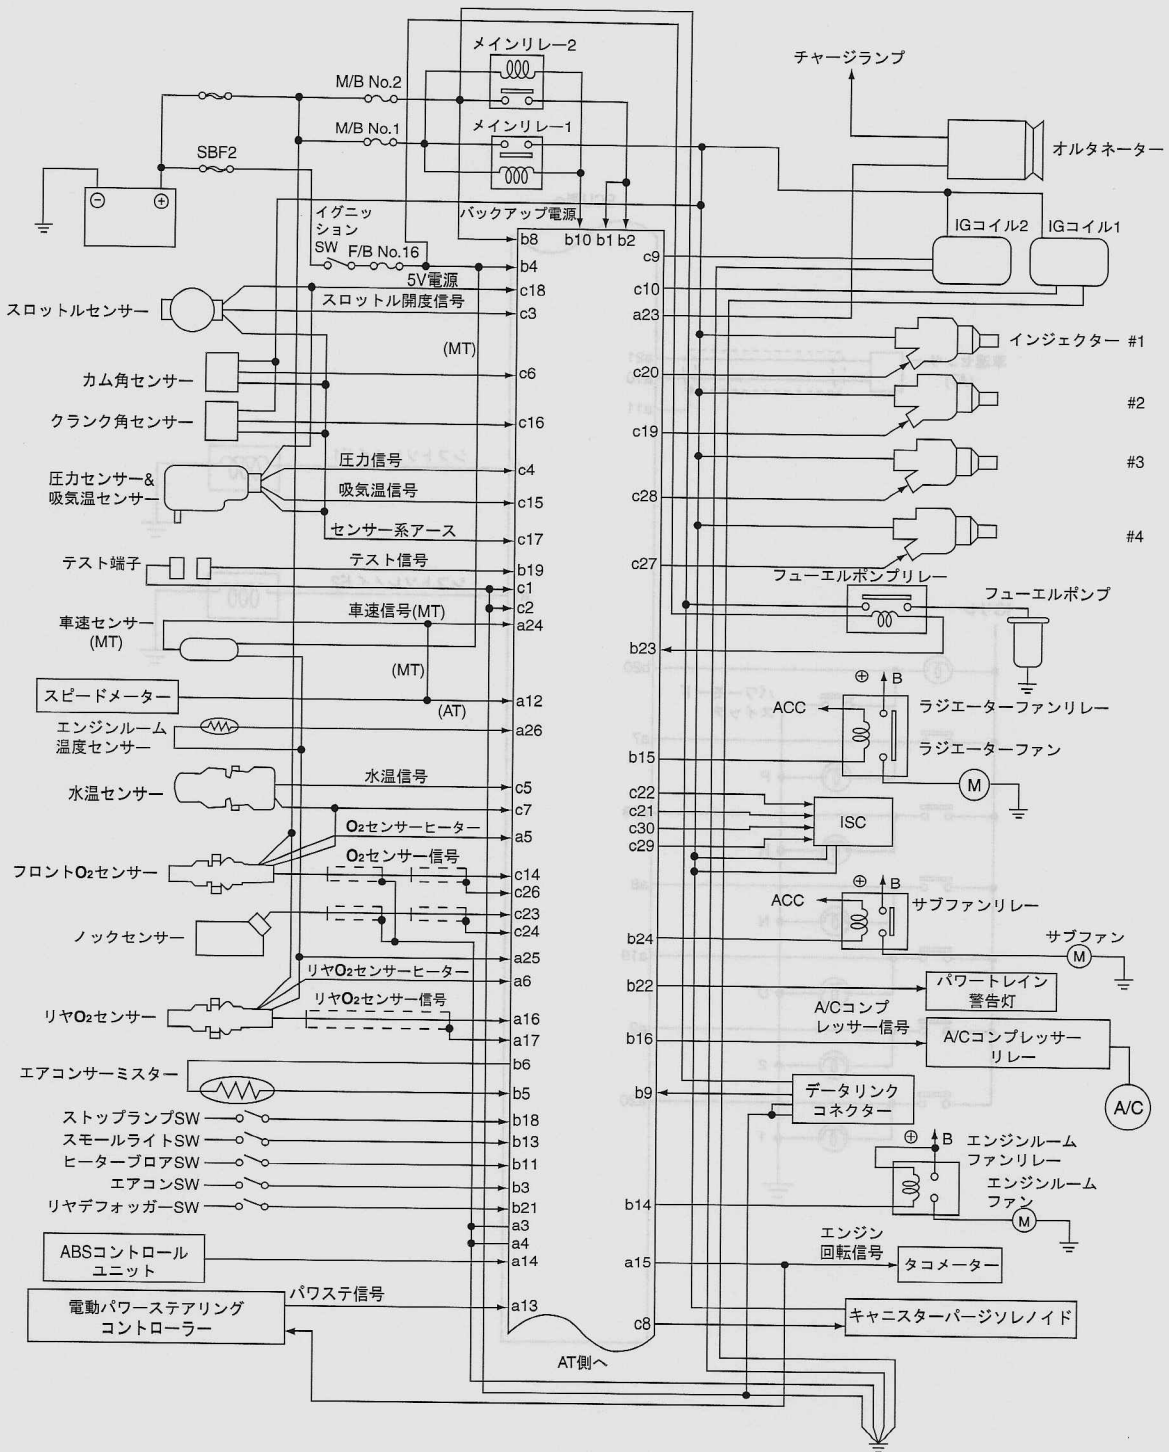 メインリレー2
チャージランプ
M/B No.2
M/B No.1
メインリレー1
オルタネーター
SBF2
⊖
⊕
イグニッ
ション
SW
F/B No.16
バックアップ電源
b8
b10
b1
b2
b4
5V電源
c18
スロットルセンサー
スロットル開度信号
c3
(MT)
カム角センサー
c6
クランク角センサー
c16
圧力センサー&
吸気温センサー
圧力信号
c4
吸気温信号
c15
センサー系アース
c17
テスト端子
テスト信号
b19
c1
c2
車速センサー
(MT)
車速信号(MT)
a24
(MT)
スピードメーター
a12
(AT)
エンジンルーム
温度センサー
a26
水温センサー
水温信号
c5
c7
O2センサーヒーター
a5
フロントO2センサー
O2センサー信号
c14
c26
ノックセンサー
c23
c24
a25
リヤO2センサーヒーター
a6
リヤO2センサー
リヤO2センサー信号
a16
a17
エアコンサーミスター
b6
b5
ストップランプSW
b18
スモールライトSW
b13
ヒーターブロアSW
b11
エアコンSW
b3
リヤデフォッガーSW
b21
a3
a4
ABSコントロール
ユニット
a14
電動パワーステアリング
コントローラー
パワステ信号
a13
AT側へ
IGコイル2
IGコイル1
c9
c10
a23
インジェクター #1
c20
#2
c19
#3
c28
#4
c27
フューエルポンプリレー
フューエルポンプ
b23
⊕
B
ACC
ラジエーターファンリレー
ラジエーターファン
b15
M
c22
c21
c30
c29
ISC
⊕
B
ACC
サブファンリレー
b24
サブファン
M
b22
パワートレイン
警告灯
A/Cコンプ
レッサー信号
b16
A/Cコンプレッサー
リレー
A/C
b9
データリンク
コネクター
⊕
B
エンジンルーム
ファンリレー
エンジンルーム
ファン
b14
M
エンジン
回転信号
a15
タコメーター
c8
キャニスターパージソレノイド